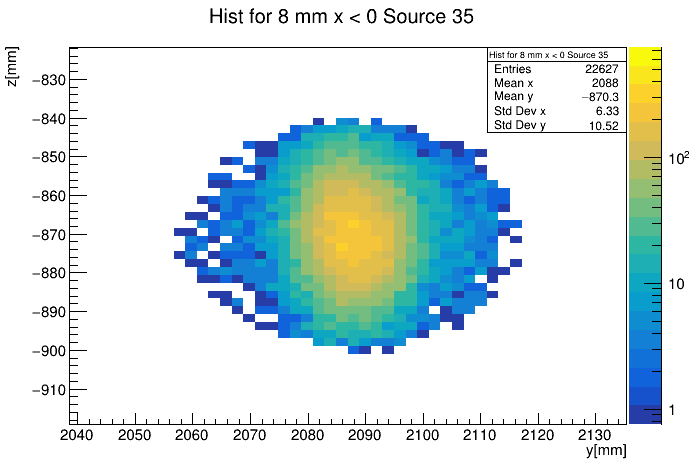 Hist for 8 mm x < 0 Source 35
z[mm]
Hist for 8 mm x < 0 Source 35
Entries 22627
Mean x 2088
Mean y −870.3
Std Dev x 6.33
Std Dev y 10.52
−830
−840
−850
−860
−870
−880
−890
−900
−910
10²
10
1
2040 2050 2060 2070 2080 2090 2100 2110 2120 2130
y[mm]